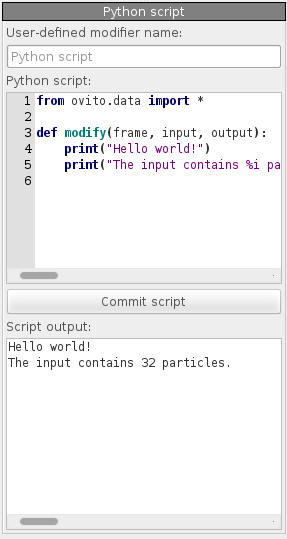 Python script
User-defined modifier name:
Python script
Python script:
1 from ovito.data import *
2
3 def modify(frame, input, output):
4     print("Hello world!")
5     print("The input contains %i pa
6
Commit script
Script output:
Hello world!
The input contains 32 particles.